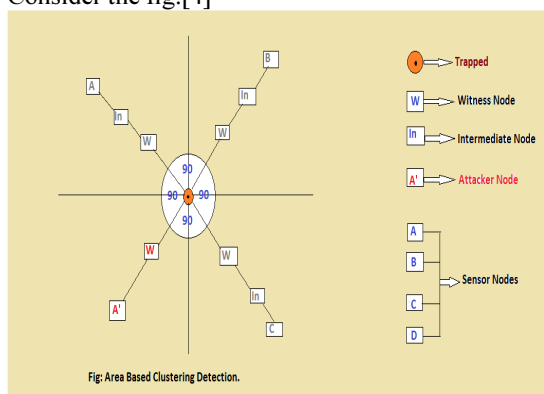 Consider the fig.[4]
B
A
In
In
W
W
90
90 90
90
W
W
In
A'
C
Trapped
W Witness Node
In Intermediate Node
A' Attacker Node
A
B
Sensor Nodes
C
D
Fig: Area Based Clustering Detection.